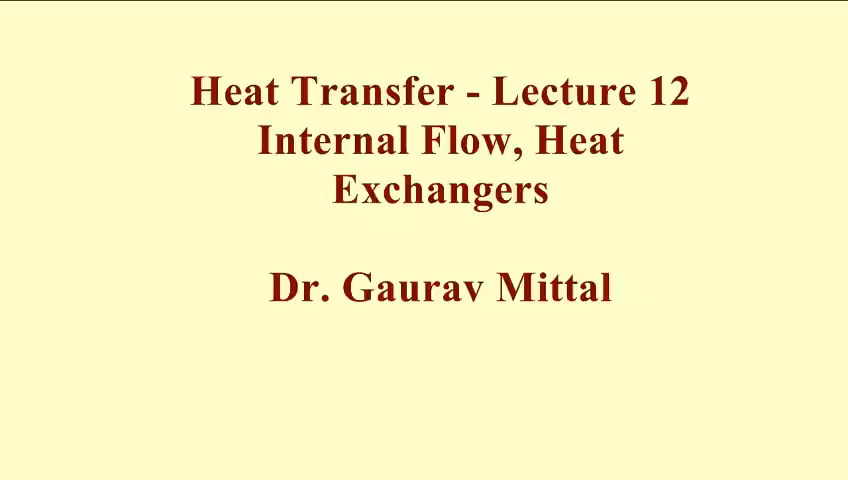 Heat Transfer - Lecture 12
Internal Flow, Heat
Exchangers
Dr. Gaurav Mittal